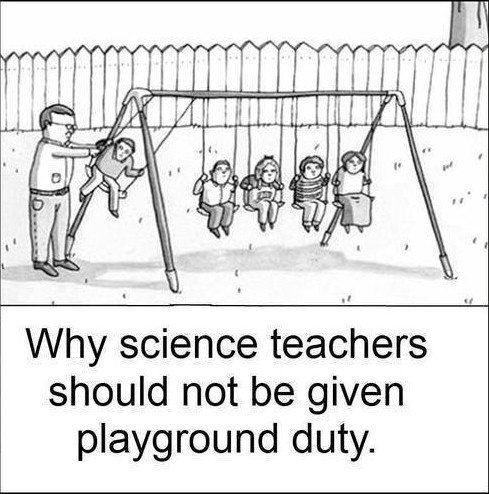 Why science teachers
should not be given
playground duty.